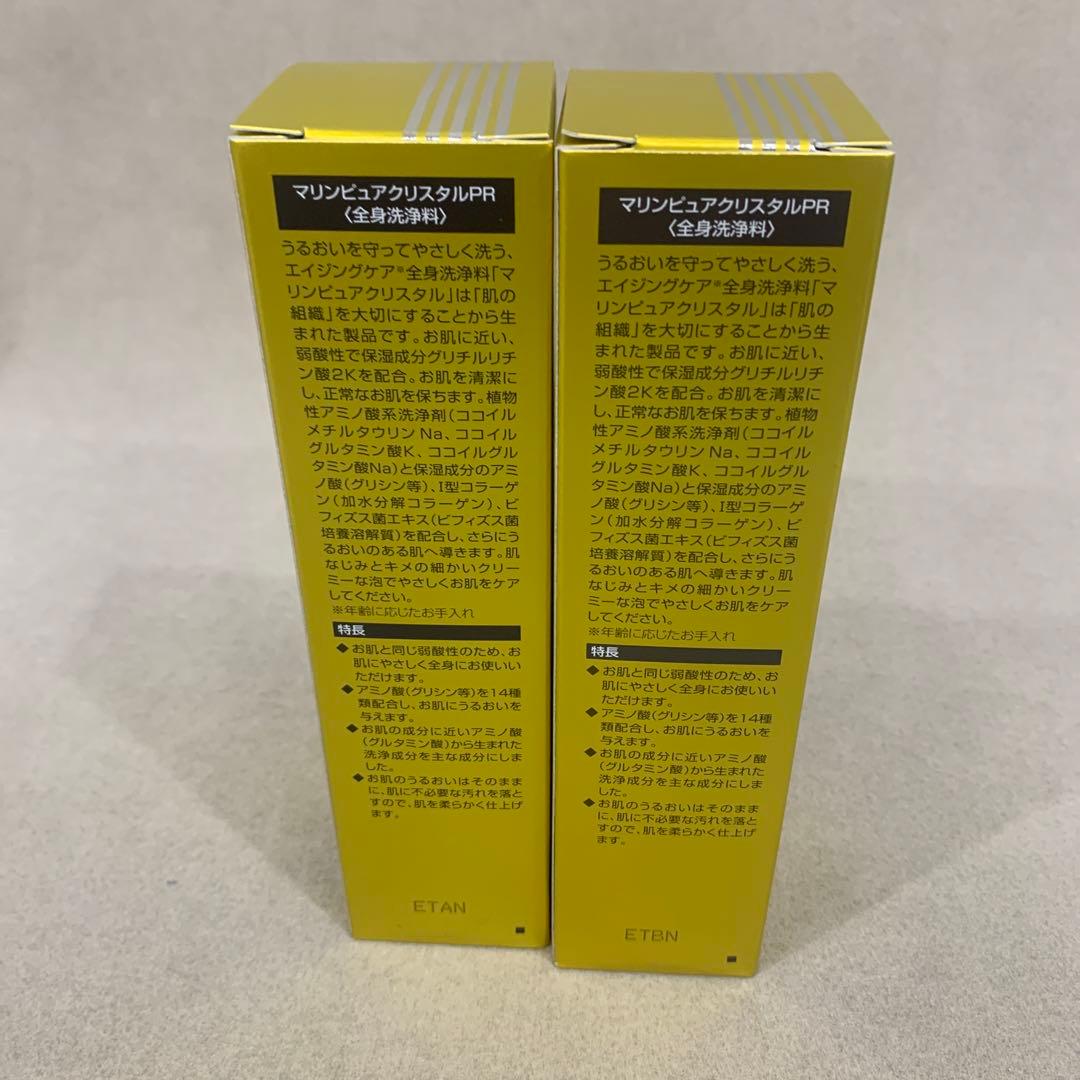 マリンピュアクリスタルPR
〈全身洗浄料〉
うるおいを守ってやさしく洗う、
エイジングケア※全身洗浄料「マ
リンピュアクリスタル」は「肌の
組織」を大切にすることから生
まれた製品です。お肌に近い、
弱酸性で保湿成分グリチルリチ
ン酸2Kを配合。お肌を清潔に
し、正常なお肌を保ちます。植物
性アミノ酸系洗浄剤（ココイル
メチルタウリンNa、ココイル
グルタミン酸K、ココイルグル
タミン酸Na）と保湿成分のアミ
ノ酸（グリシン等）、I型コラーゲ
ン（加水分解コラーゲン）、ビ
フィズス菌エキス（ビフィズス菌
培養溶解質）を配合し、さらにう
るおいのある肌へ導きます。肌
なじみとキメの細かいクリー
ミーな泡でやさしくお肌をケア
してください。
※年齢に応じたお手入れ
特長
◆お肌と同じ弱酸性のため、お
肌にやさしく全身にお使いい
ただけます。
◆アミノ酸（グリシン等）を14種
類配合し、お肌にうるおいを
与えます。
◆お肌の成分に近いアミノ酸
（グルタミン酸）から生まれた
洗浄成分を主な成分にしま
した。
◆お肌のうるおいはそのまま
に、肌に不必要な汚れを落と
すので、肌を柔らかく仕上げ
ます。
ETAN
マリンピュアクリスタルPR
〈全身洗浄料〉
うるおいを守ってやさしく洗う、
エイジングケア※全身洗浄料「マ
リンピュアクリスタル」は「肌の
組織」を大切にすることから生
まれた製品です。お肌に近い、
弱酸性で保湿成分グリチルリチ
ン酸2Kを配合。お肌を清潔に
し、正常なお肌を保ちます。植物
性アミノ酸系洗浄剤（ココイル
メチルタウリンNa、ココイル
グルタミン酸K、ココイルグル
タミン酸Na）と保湿成分のアミ
ノ酸（グリシン等）、I型コラーゲ
ン（加水分解コラーゲン）、ビ
フィズス菌エキス（ビフィズス菌
培養溶解質）を配合し、さらにう
るおいのある肌へ導きます。肌
なじみとキメの細かいクリー
ミーな泡でやさしくお肌をケア
してください。
※年齢に応じたお手入れ
特長
◆お肌と同じ弱酸性のため、お
肌にやさしく全身にお使いい
ただけます。
◆アミノ酸（グリシン等）を14種
類配合し、お肌にうるおいを
与えます。
◆お肌の成分に近いアミノ酸
（グルタミン酸）から生まれた
洗浄成分を主な成分にしま
した。
◆お肌のうるおいはそのまま
に、肌に不必要な汚れを落と
すので、肌を柔らかく仕上げ
ます。
ETBN